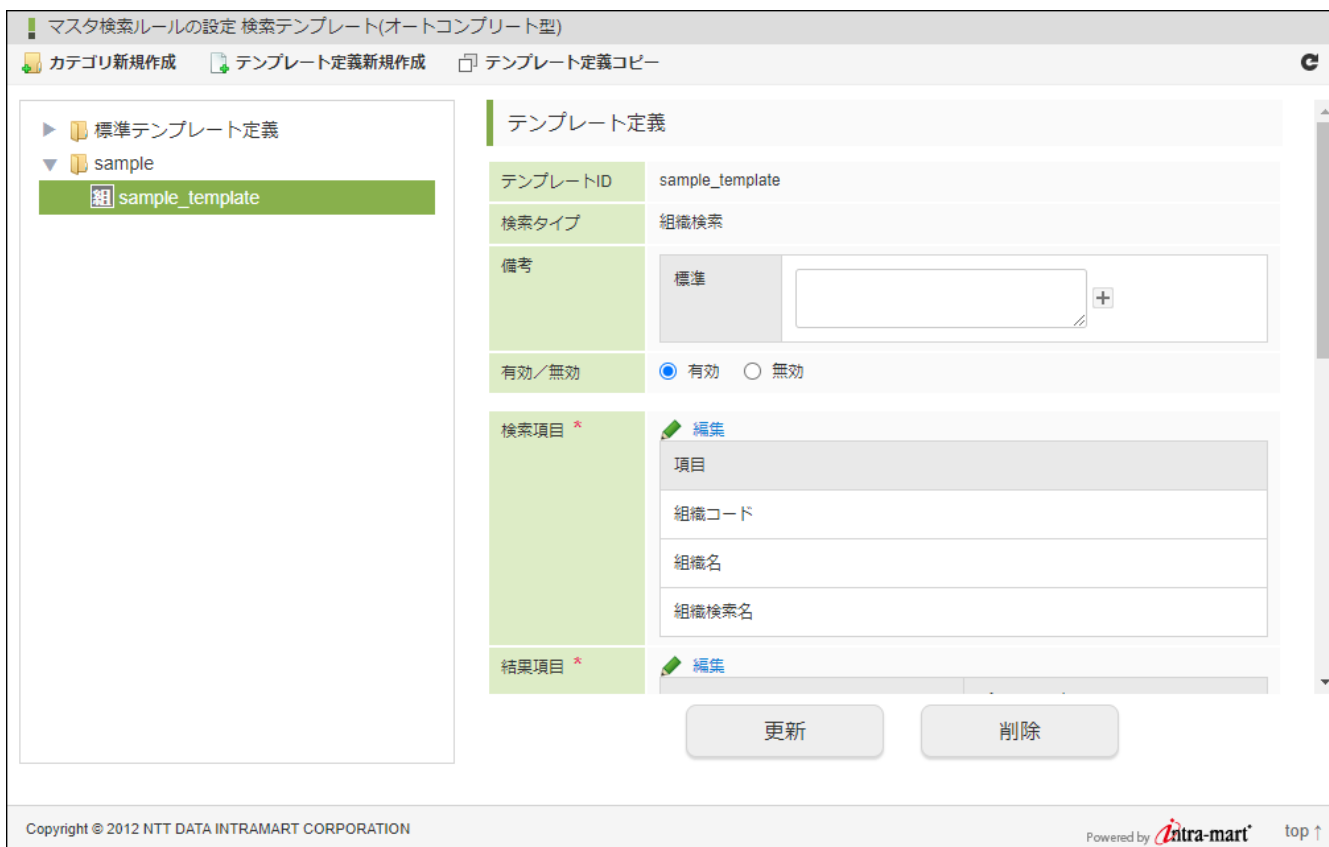 マスタ検索ルールの設定 検索テンプレート(オートコンプリート型)
カテゴリ新規作成 テンプレート定義新規作成 テンプレート定義コピー
標準テンプレート定義
sample
組 sample_template
テンプレート定義
テンプレートID sample_template
検索タイプ 組織検索
備考 標準
有効／無効 有効 無効
検索項目 * 編集
項目
組織コード
組織名
組織検索名
結果項目 * 編集
更新 削除
Copyright © 2012 NTT DATA INTRAMART CORPORATION
Powered by intra-mart top ↑